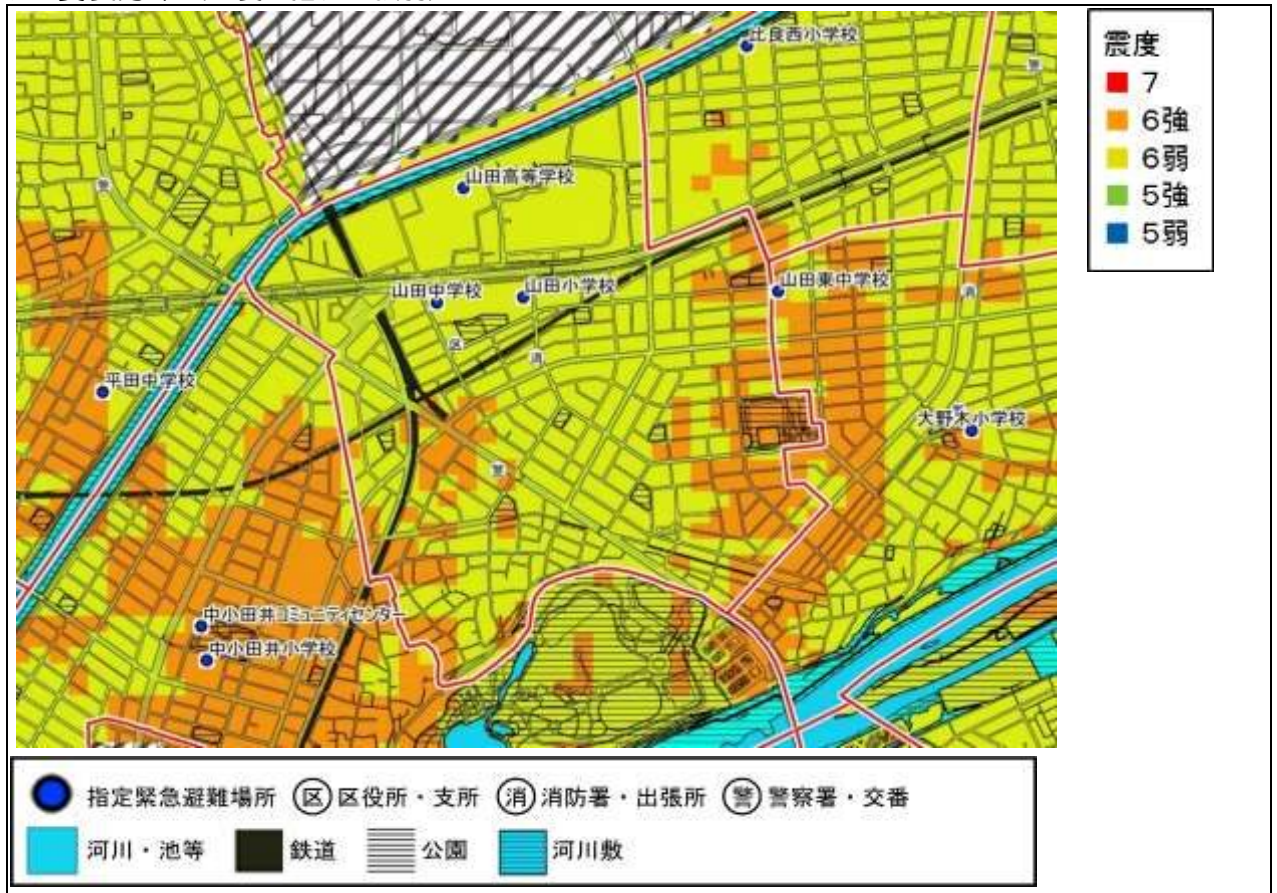 比良西小学校
警
山田高等学校
警
山田中学校
山田小学校
山田東中学校
消
区
消
平田中学校
大野木小学校
警
中小田井コミュニティセンター
中小田井小学校
震度
7
6強
6弱
5強
5弱
指定緊急避難場所 区 区役所・支所 消 消防署・出張所 警 警察署・交番
河川・池等 鉄道 公園 河川敷